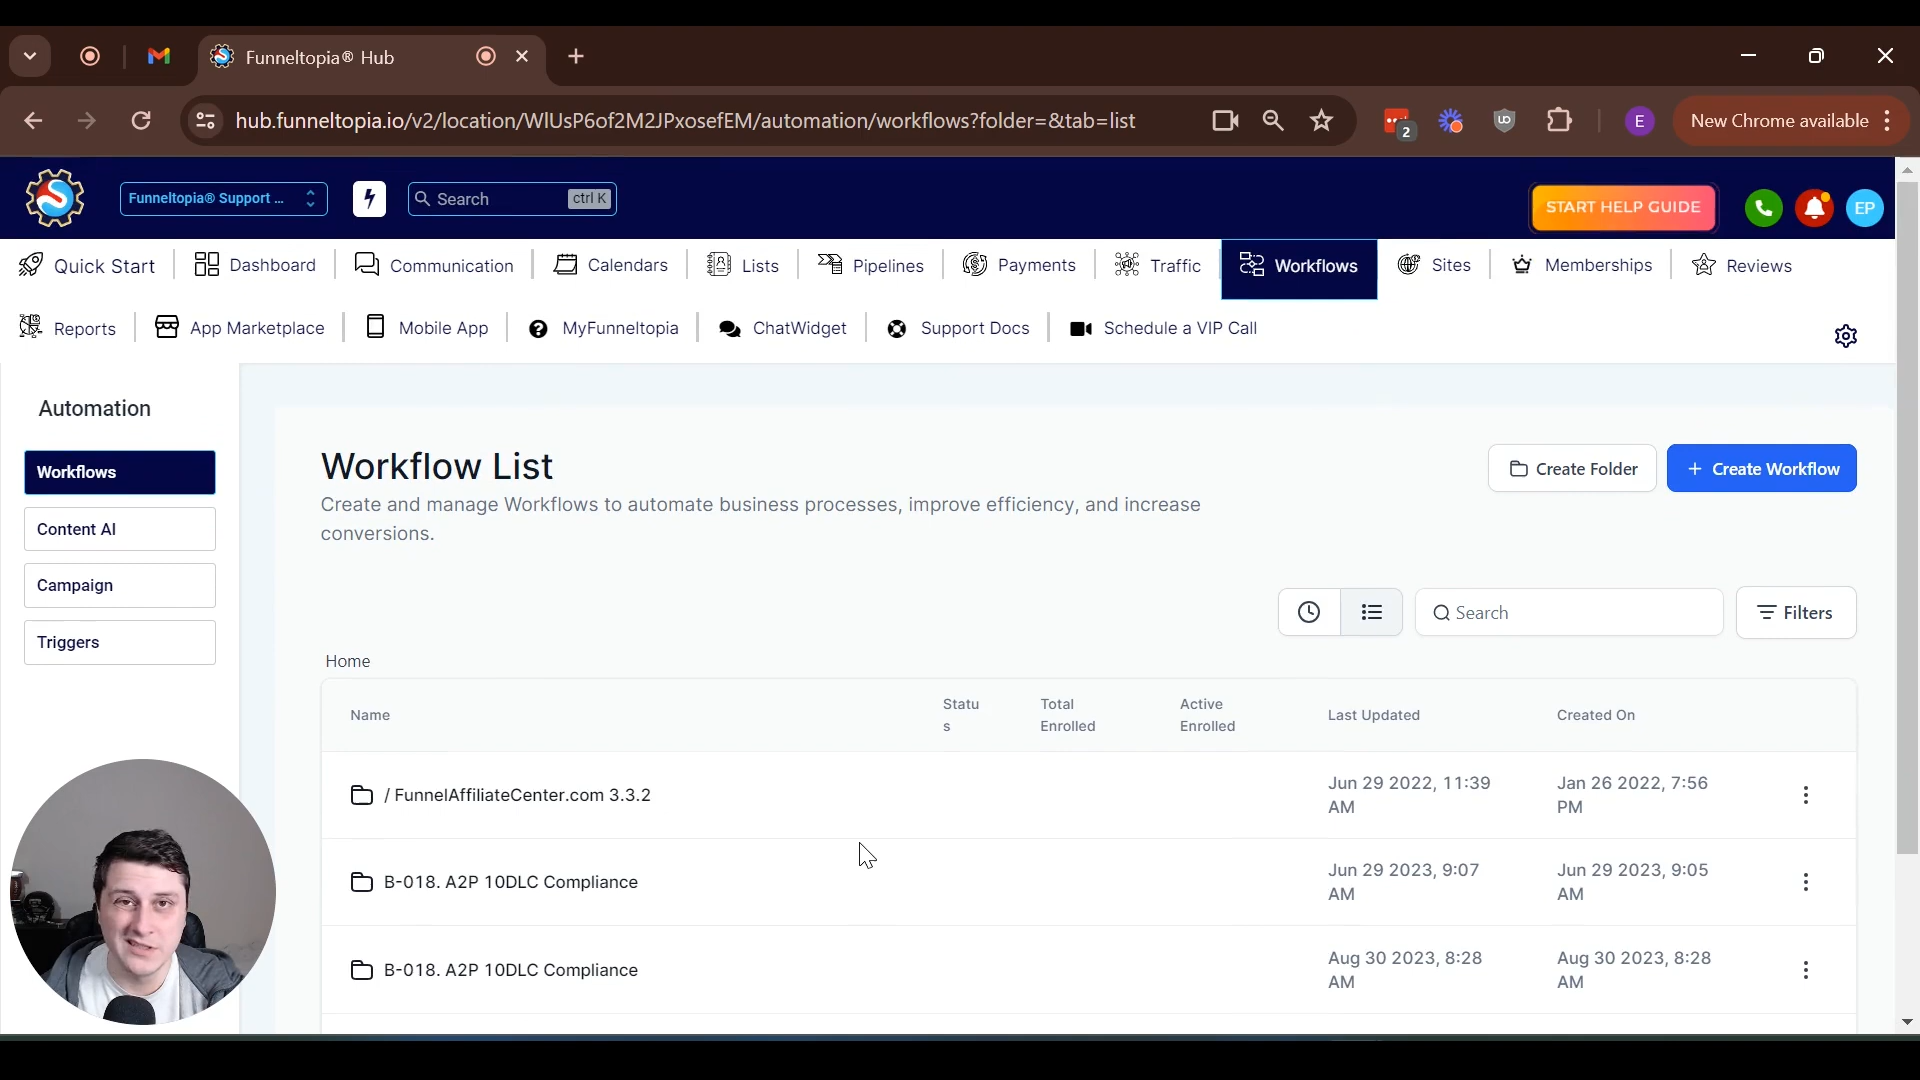 Funneltopia® Hub
hub.funneltopia.io/v2/location/WlUsP6of2M2JPxosefEM/automation/workflows?folder=&tab=list
2
E
New Chrome available
Funneltopia® Support ...
Search
ctrl K
START HELP GUIDE
EP
Quick Start
Dashboard
Communication
Calendars
Lists
Pipelines
Payments
Traffic
Workflows
Sites
Memberships
Reviews
Reports
App Marketplace
Mobile App
MyFunneltopia
ChatWidget
Support Docs
Schedule a VIP Call
Automation
Workflows
Content AI
Campaign
Triggers
Workflow List
Create and manage Workflows to automate business processes, improve efficiency, and increase
conversions.
Create Folder
+ Create Workflow
Search
Filters
Home
Name
Statu
s
Total
Enrolled
Active
Enrolled
Last Updated
Created On
/ FunnelAffiliateCenter.com 3.3.2
Jun 29 2022, 11:39
AM
Jan 26 2022, 7:56
PM
B-018. A2P 10DLC Compliance
Jun 29 2023, 9:07
AM
Jun 29 2023, 9:05
AM
B-018. A2P 10DLC Compliance
Aug 30 2023, 8:28
AM
Aug 30 2023, 8:28
AM